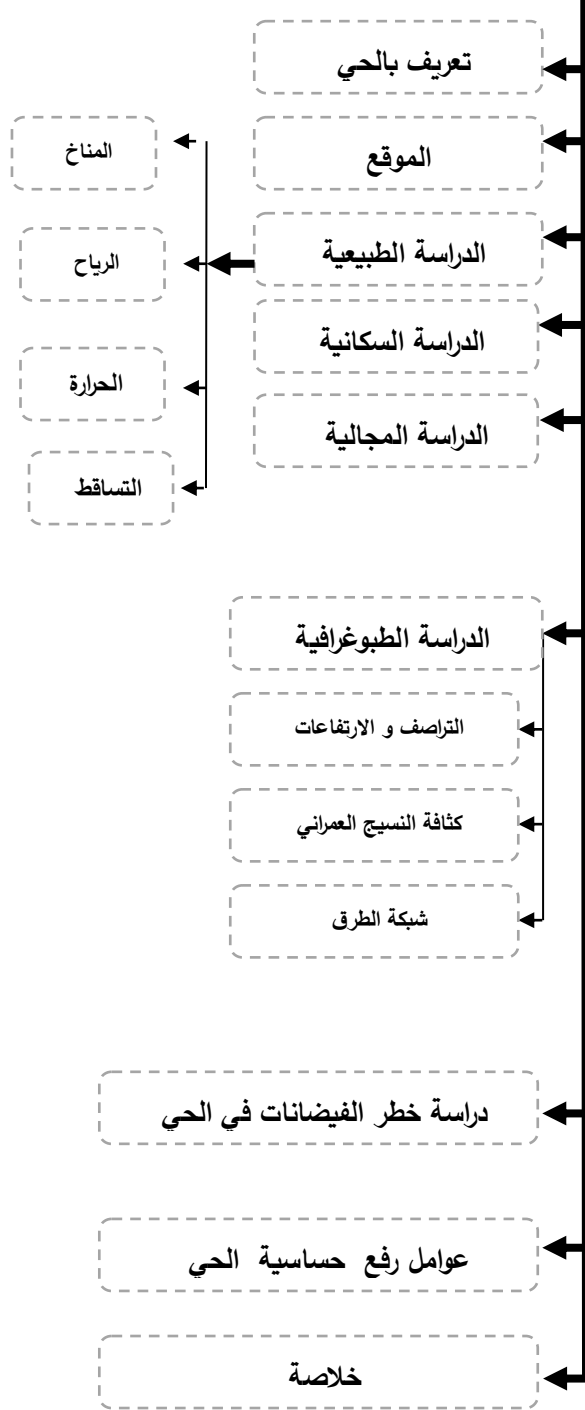 تعريف بالحي
الموقع
الدراسة الطبيعية
المناخ
الرياح
الحرارة
التساقط
الدراسة السكانية
الدراسة المجالية
الدراسة الطبوغرافية
التراصف و الارتفاعات
كثافة النسيج العمراني
شبكة الطرق
دراسة خطر الفيضانات في الحي
عوامل رفع حساسية الحي
خلاصة